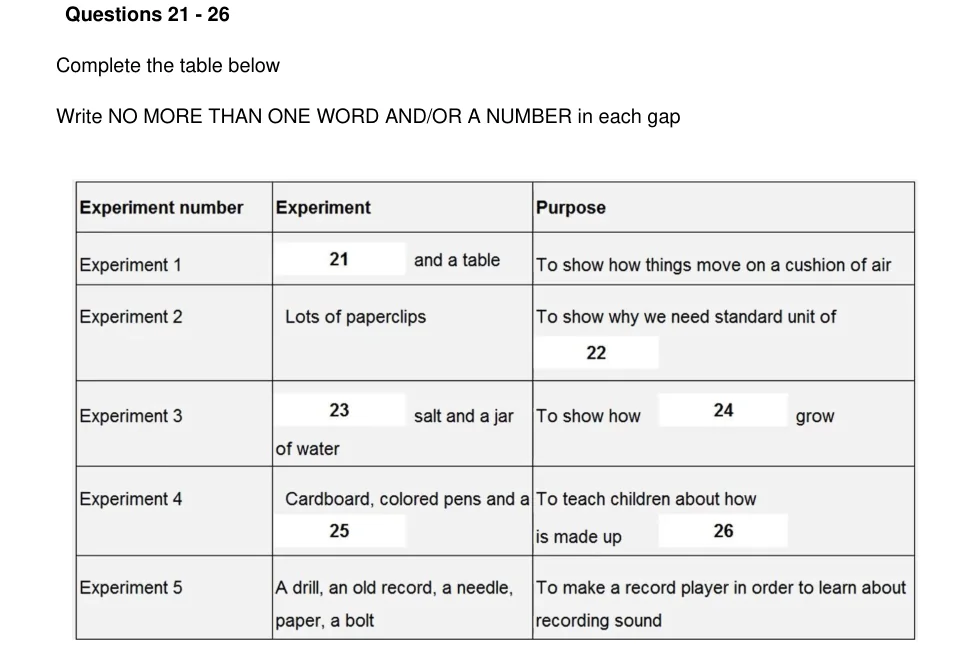 Questions 21 - 26
Complete the table below
Write NO MORE THAN ONE WORD AND/OR A NUMBER in each gap
Experiment number Experiment Purpose
Experiment 1 21 and a table To show how things move on a cushion of air
Experiment 2 Lots of paperclips To show why we need standard unit of
22
Experiment 3 23 salt and a jar To show how 24 grow
of water
Experiment 4 Cardboard, colored pens and a To teach children about how
25 is made up 26
Experiment 5 A drill, an old record, a needle, To make a record player in order to learn about
paper, a bolt recording sound